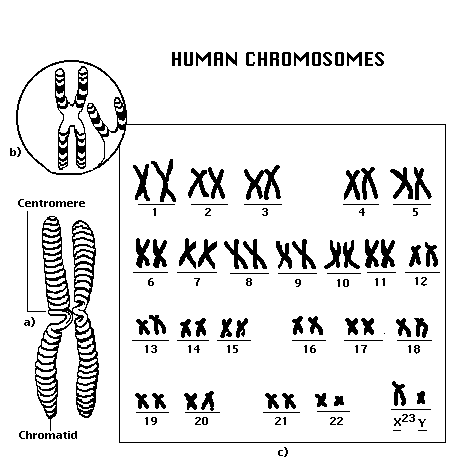 HUMAN CHROMOSOMES
b)
Centromere
1 2 3 4 5
6 7 8 9 10 11 12
a)
13 14 15 16 17 18
19 20 21 22 X 23 Y
Chromatid
c)